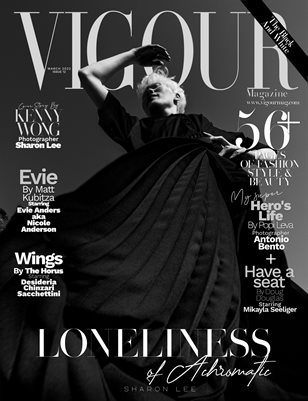 VIGOUR
The Black
And White
MARCH 2022
ISSUE 12
Magazine
www.vigourmag.com
Cover Story By
KENNY
WONG
Photographer
Sharon Lee
56+
PAGES
OF FASHION
STYLE &
BEAUTY
Evie
By Matt
Kubitza
Starring
Evie Anders
aka
Nicole
Anderson
My super
Hero's
Life
By Popi Leva
Photographer
Antonio
Bento
+
Have a
seat
By Doug
Douglas
Starring
Mikayla Seeliger
Wings
By The Horus
Starring
Desideria
Chinzari
Sacchettini
LONELINESS
of Achromatic
SHARON LEE